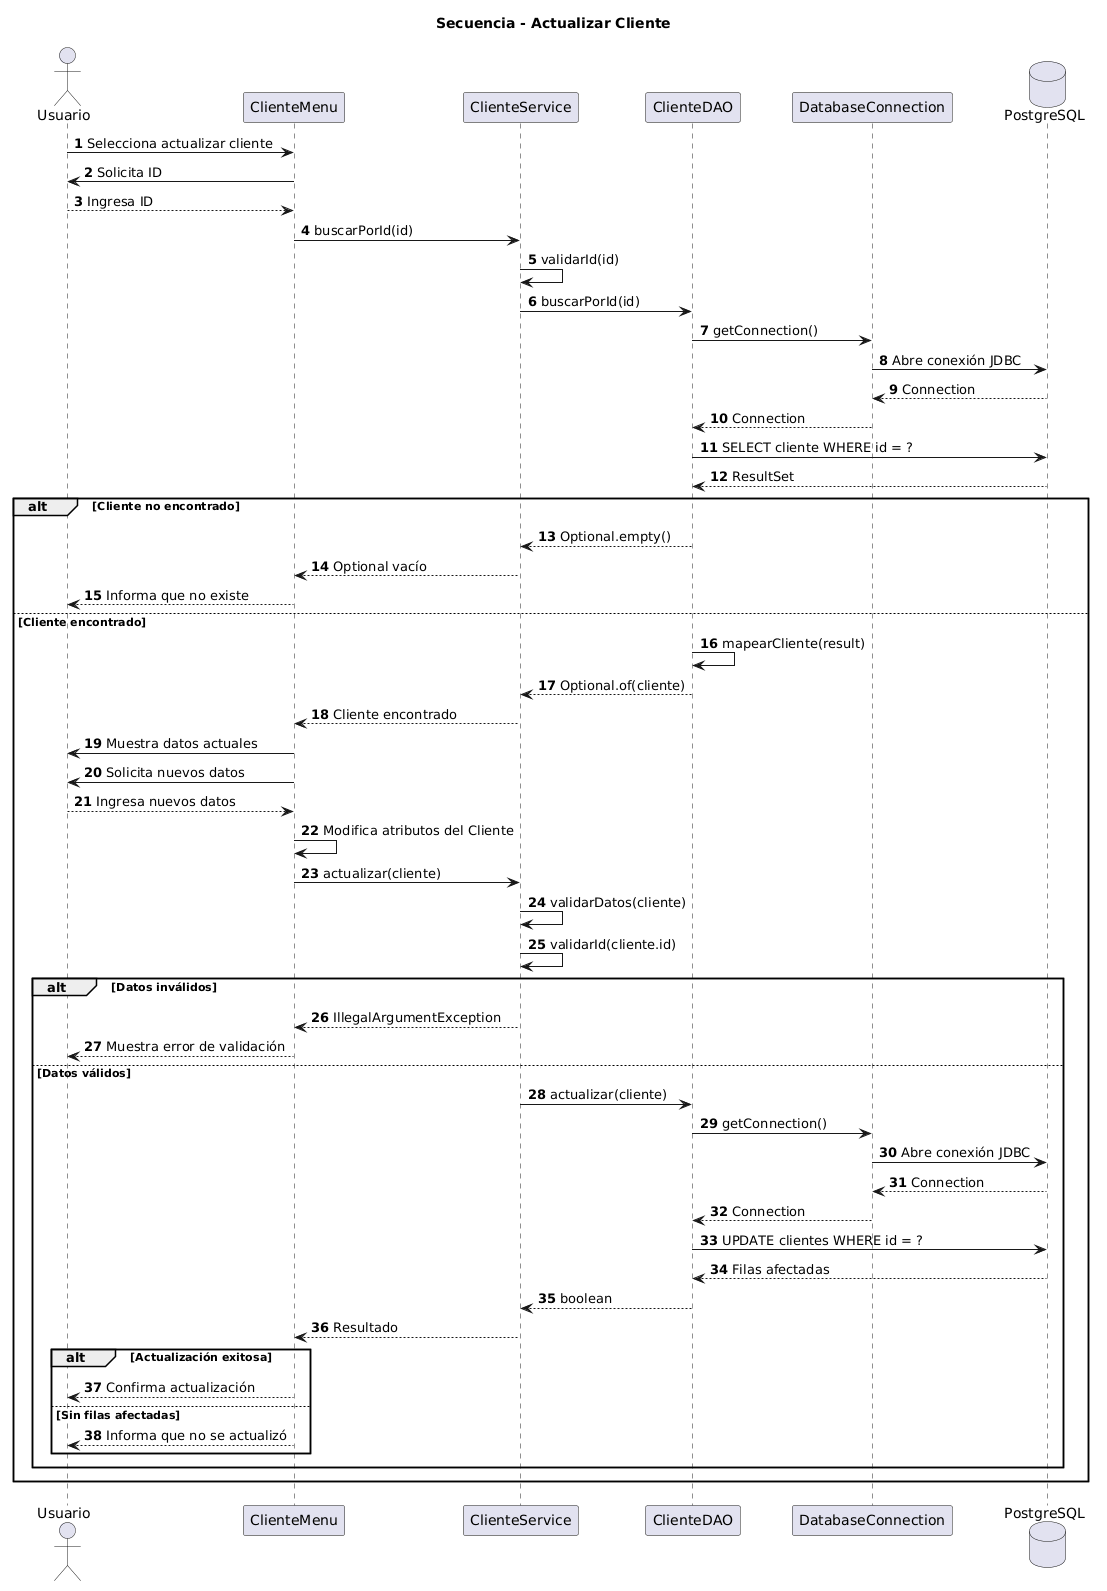 Secuencia - Actualizar Cliente
Usuario
ClienteMenu
ClienteService
ClienteDAO
DatabaseConnection
PostgreSQL
1 Selecciona actualizar cliente
2 Solicita ID
3 Ingresa ID
4 buscarPorId(id)
5 validarId(id)
6 buscarPorId(id)
7 getConnection()
8 Abre conexión JDBC
9 Connection
10 Connection
11 SELECT cliente WHERE id = ?
12 ResultSet
alt [Cliente no encontrado]
13 Optional.empty()
14 Optional vacío
15 Informa que no existe
[Cliente encontrado]
16 mapearCliente(result)
17 Optional.of(cliente)
18 Cliente encontrado
19 Muestra datos actuales
20 Solicita nuevos datos
21 Ingresa nuevos datos
22 Modifica atributos del Cliente
23 actualizar(cliente)
24 validarDatos(cliente)
25 validarId(cliente.id)
alt [Datos inválidos]
26 IllegalArgumentException
27 Muestra error de validación
[Datos válidos]
28 actualizar(cliente)
29 getConnection()
30 Abre conexión JDBC
31 Connection
32 Connection
33 UPDATE clientes WHERE id = ?
34 Filas afectadas
35 boolean
36 Resultado
alt [Actualización exitosa]
37 Confirma actualización
[Sin filas afectadas]
38 Informa que no se actualizó
Usuario
ClienteMenu
ClienteService
ClienteDAO
DatabaseConnection
PostgreSQL